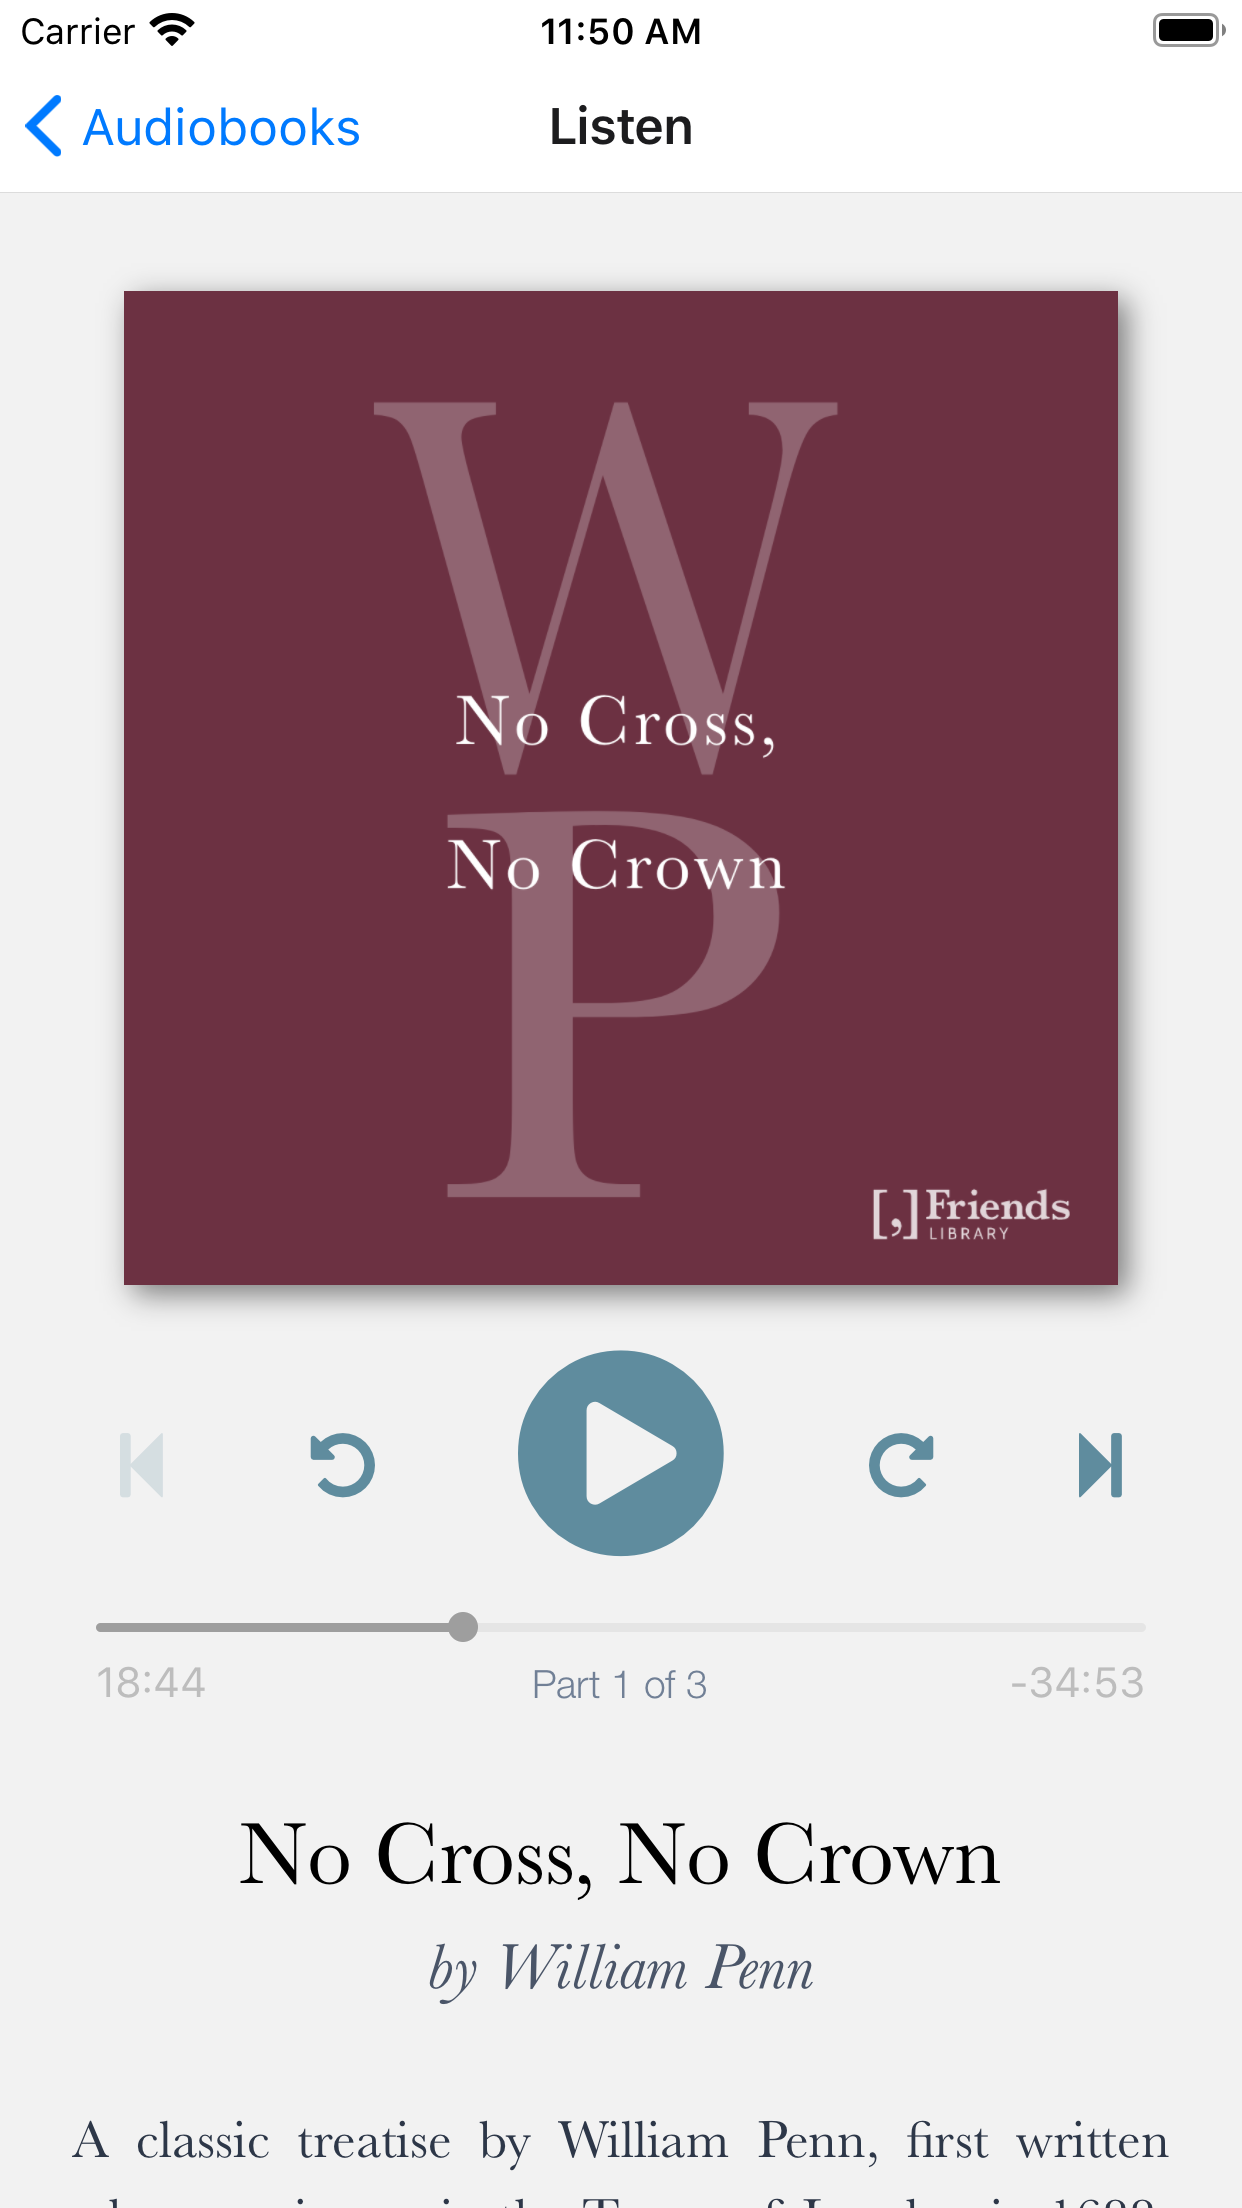 Carrier 11:50 AM
Audiobooks Listen
W
No Cross,
P
No Crown
[,] Friends
LIBRARY
18:44 Part 1 of 3 -34:53
No Cross, No Crown
by William Penn
A classic treatise by William Penn, first written